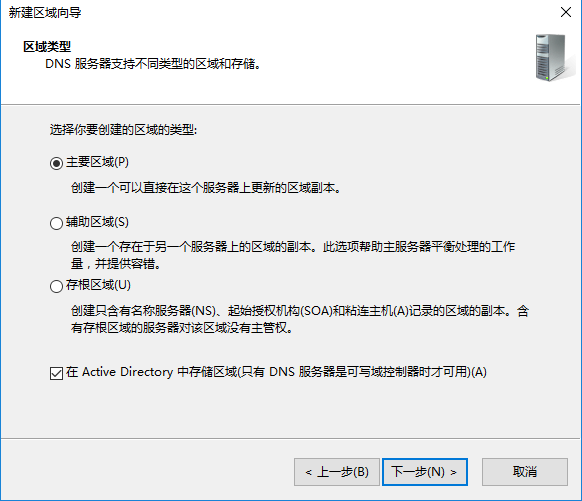 新建区域向导
区域类型
DNS 服务器支持不同类型的区域和存储。
选择你要创建的区域的类型:
主要区域(P)
创建一个可以直接在这个服务器上更新的区域副本。
辅助区域(S)
创建一个存在于另一个服务器上的区域的副本。此选项帮助主服务器平衡处理的工作
量，并提供容错。
存根区域(U)
创建只含有名称服务器(NS)、起始授权机构(SOA)和粘连主机(A)记录的区域的副本。含
有存根区域的服务器对该区域没有主管权。
在 Active Directory 中存储区域(只有 DNS 服务器是可写域控制器时才可用)(A)
< 上一步(B) 下一步(N) > 取消